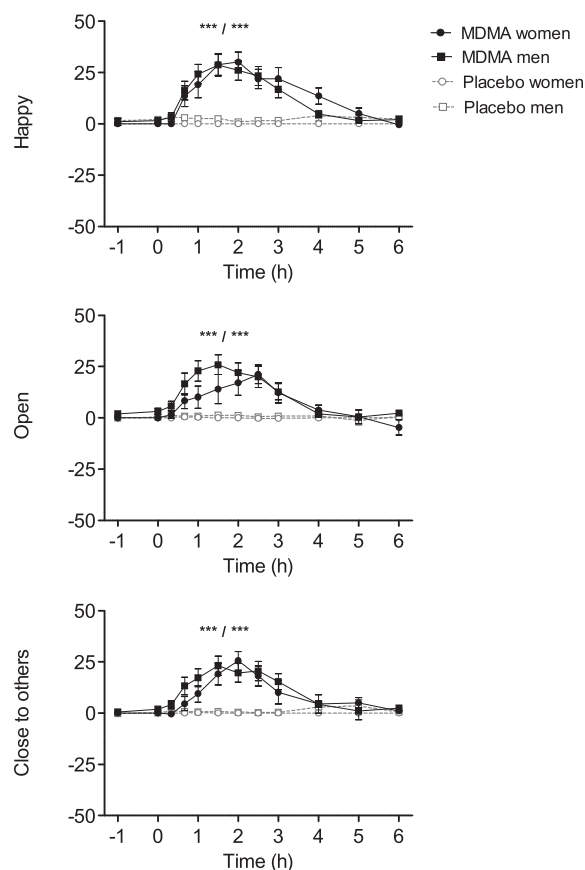 50
*** / ***
MDMA women
MDMA men
Placebo women
Placebo men
25
0
-25
-50
Happy
-1 0 1 2 3 4 5 6
Time (h)
50
*** / ***
25
0
-25
-50
Open
-1 0 1 2 3 4 5 6
Time (h)
50
*** / ***
25
0
-25
-50
Close to others
-1 0 1 2 3 4 5 6
Time (h)